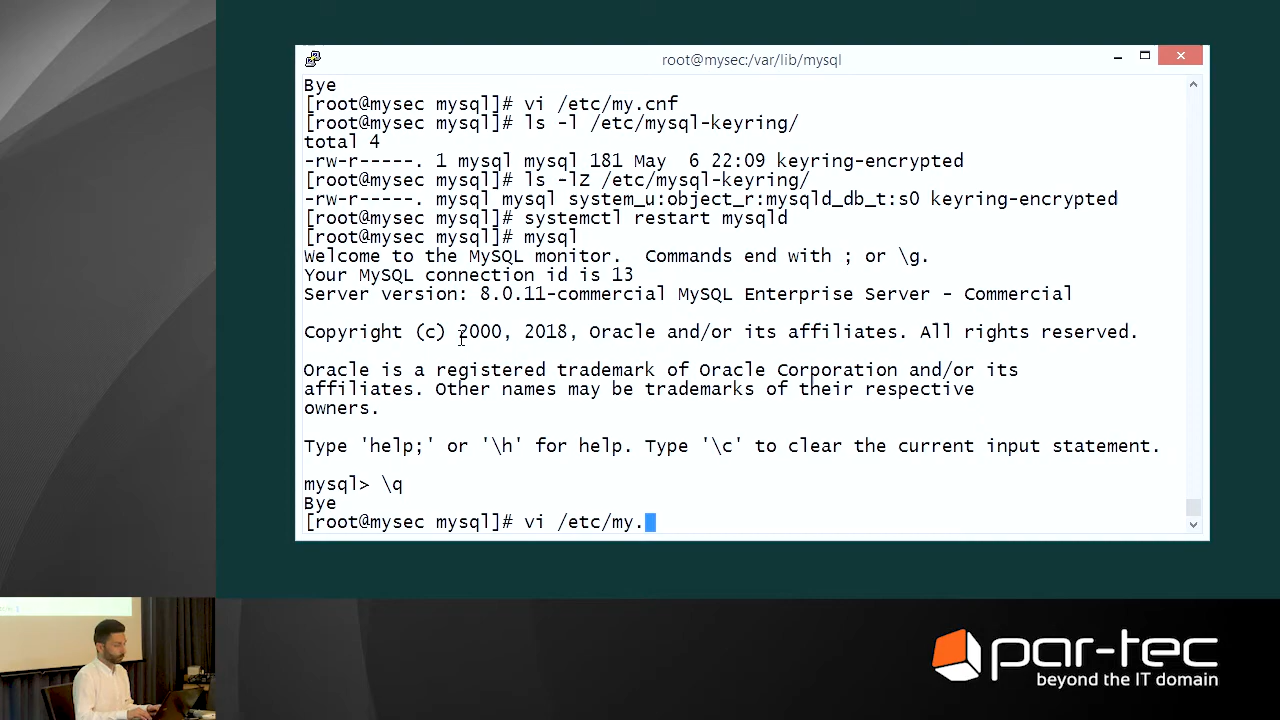 root@mysec:/var/lib/mysql
Bye
[root@mysec mysql]# vi /etc/my.cnf
[root@mysec mysql]# ls -l /etc/mysql-keyring/
total 4
-rw-r-----. 1 mysql mysql 181 May  6 22:09 keyring-encrypted
[root@mysec mysql]# ls -lZ /etc/mysql-keyring/
-rw-r-----. mysql mysql system_u:object_r:mysqld_db_t:s0 keyring-encrypted
[root@mysec mysql]# systemctl restart mysqld
[root@mysec mysql]# mysql
Welcome to the MySQL monitor.  Commands end with ; or \g.
Your MySQL connection id is 13
Server version: 8.0.11-commercial MySQL Enterprise Server - Commercial
Copyright (c) 2000, 2018, Oracle and/or its affiliates. All rights reserved.
Oracle is a registered trademark of Oracle Corporation and/or its
affiliates. Other names may be trademarks of their respective
owners.
Type 'help;' or '\h' for help. Type '\c' to clear the current input statement.
mysql> \q
Bye
[root@mysec mysql]# vi /etc/my.
par-tec
beyond the IT domain